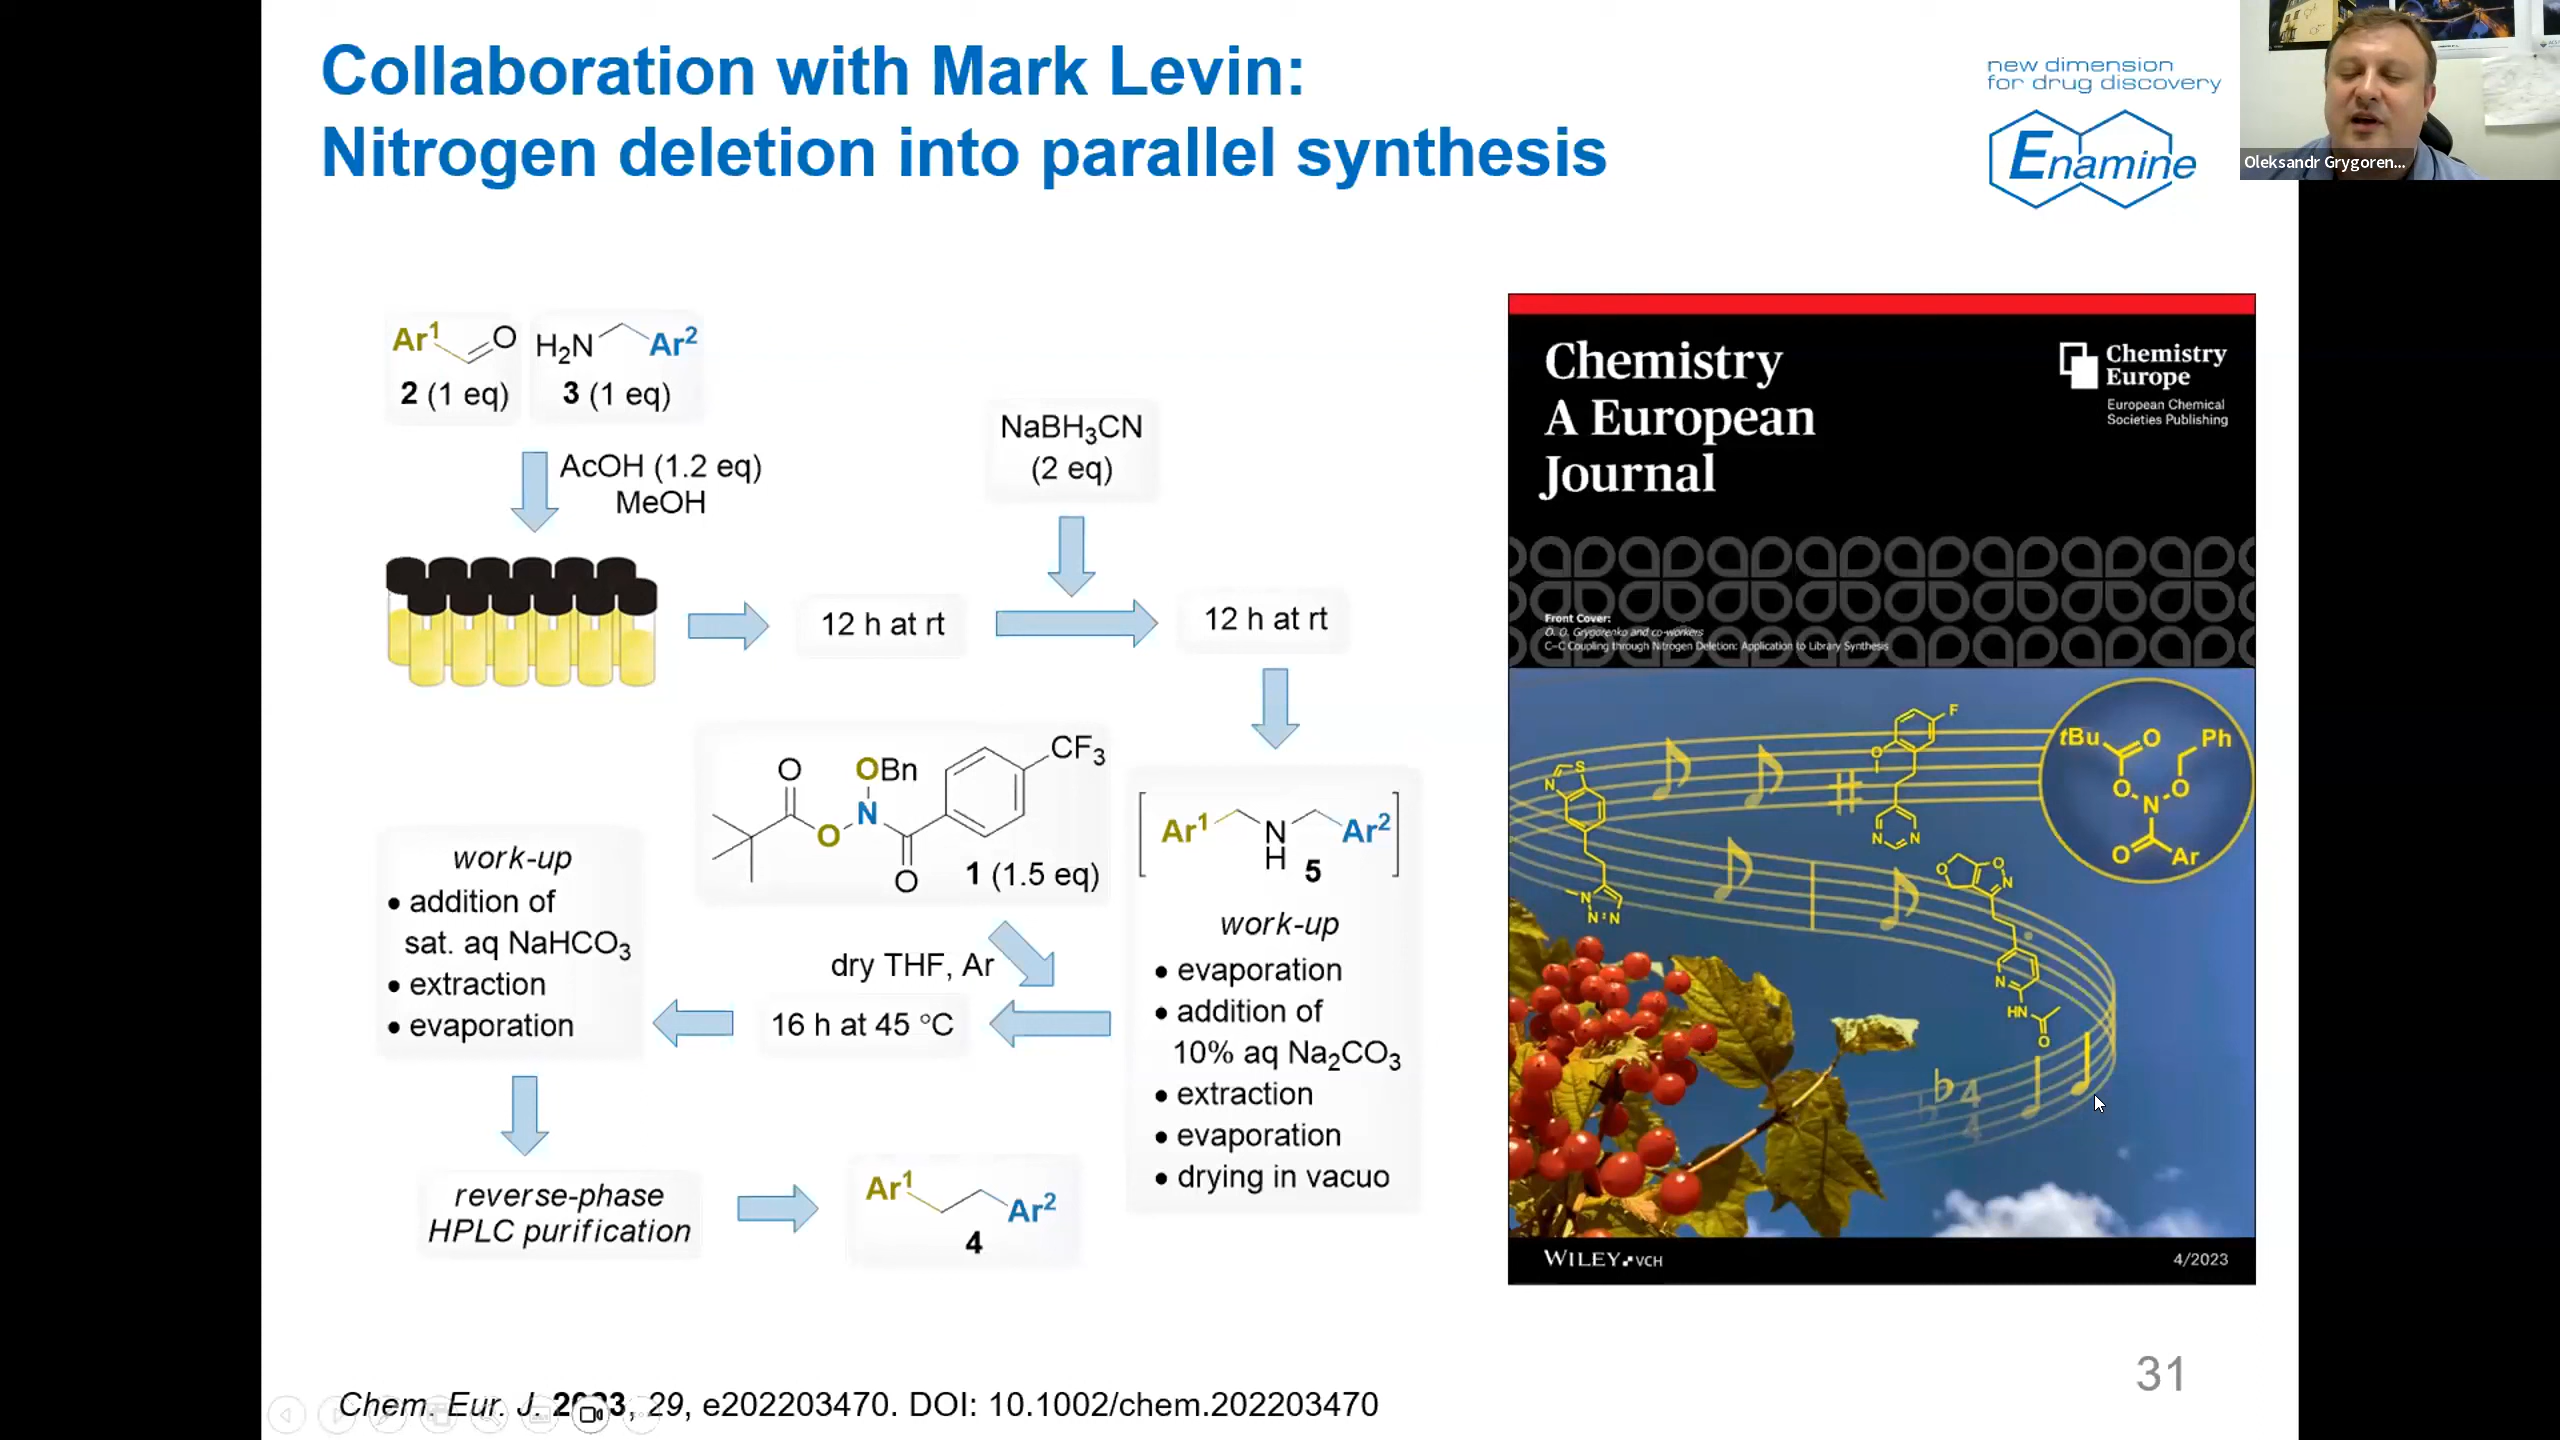 Collaboration with Mark Levin:
Nitrogen deletion into parallel synthesis
new dimension
for drug discovery
Enamine
Oleksandr Grygoren...
Ar¹
O
2 (1 eq)
H₂N
Ar²
3 (1 eq)
AcOH (1.2 eq)
MeOH
NaBH₃CN
(2 eq)
12 h at rt
12 h at rt
O
OBn
CF₃
N
O
O
1 (1.5 eq)
Ar¹
N
H
Ar²
5
work-up
• evaporation
• addition of
10% aq Na₂CO₃
• extraction
• evaporation
• drying in vacuo
dry THF, Ar
16 h at 45 °C
work-up
• addition of
sat. aq NaHCO₃
• extraction
• evaporation
reverse-phase
HPLC purification
Ar¹
Ar²
4
Chemistry
A European
Journal
Chemistry
Europe
European Chemical
Societies Publishing
Front Cover:
O. O. Grygorenko and co-workers
C–C Coupling through Nitrogen Deletion: Application to Library Synthesis
F
O
N
N
S
N
N
N:N
tBu
O
Ph
O
O
N
O
Ar
O
O
N
N
HN
O
4
4
WILEY-VCH
4/2023
31
Chem. Eur. J. 2023, 29, e202203470. DOI: 10.1002/chem.202203470